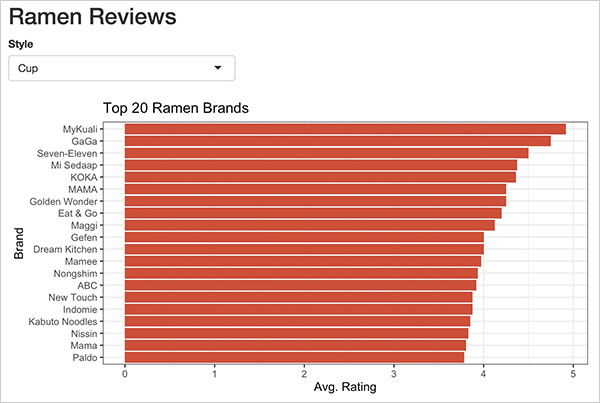 Ramen Reviews
Style
Cup
Top 20 Ramen Brands
MyKuali
GaGa
Seven-Eleven
Mi Sedaap
KOKA
MAMA
Golden Wonder
Eat & Go
Maggi
Gefen
Dream Kitchen
Mamee
Nongshim
ABC
New Touch
Indomie
Kabuto Noodles
Nissin
Mama
Paldo
Brand
0 1 2 3 4 5
Avg. Rating